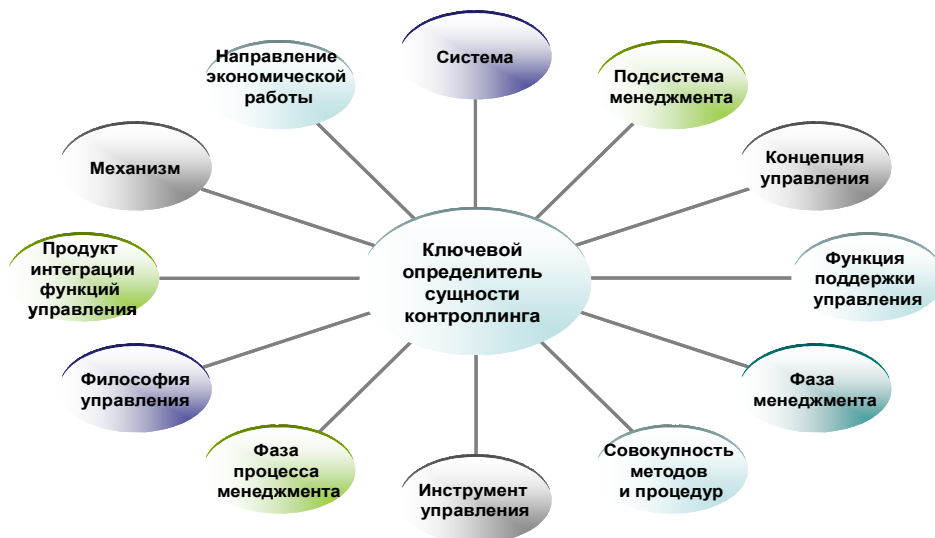 Система
Направление
экономической
работы
Подсистема
менеджмента
Механизм
Концепция
управления
Ключевой
определитель
сущности
контроллинга
Продукт
интеграции
функций
управления
Функция
поддержки
управления
Философия
управления
Фаза
менеджмента
Фаза
процесса
менеджмента
Инструмент
управления
Совокупность
методов
и процедур